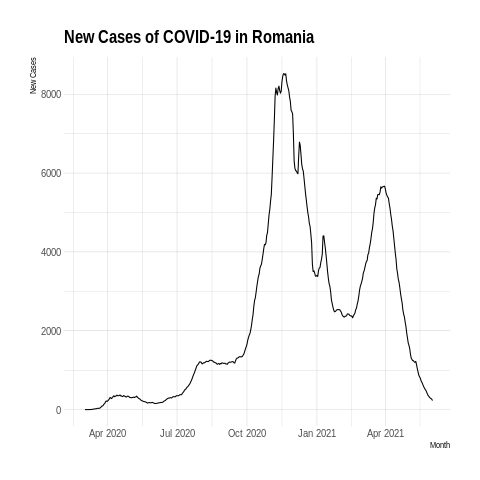 New Cases of COVID-19 in Romania
New Cases
8000
6000
4000
2000
0
Apr 2020 Jul 2020 Oct 2020 Jan 2021 Apr 2021
Month